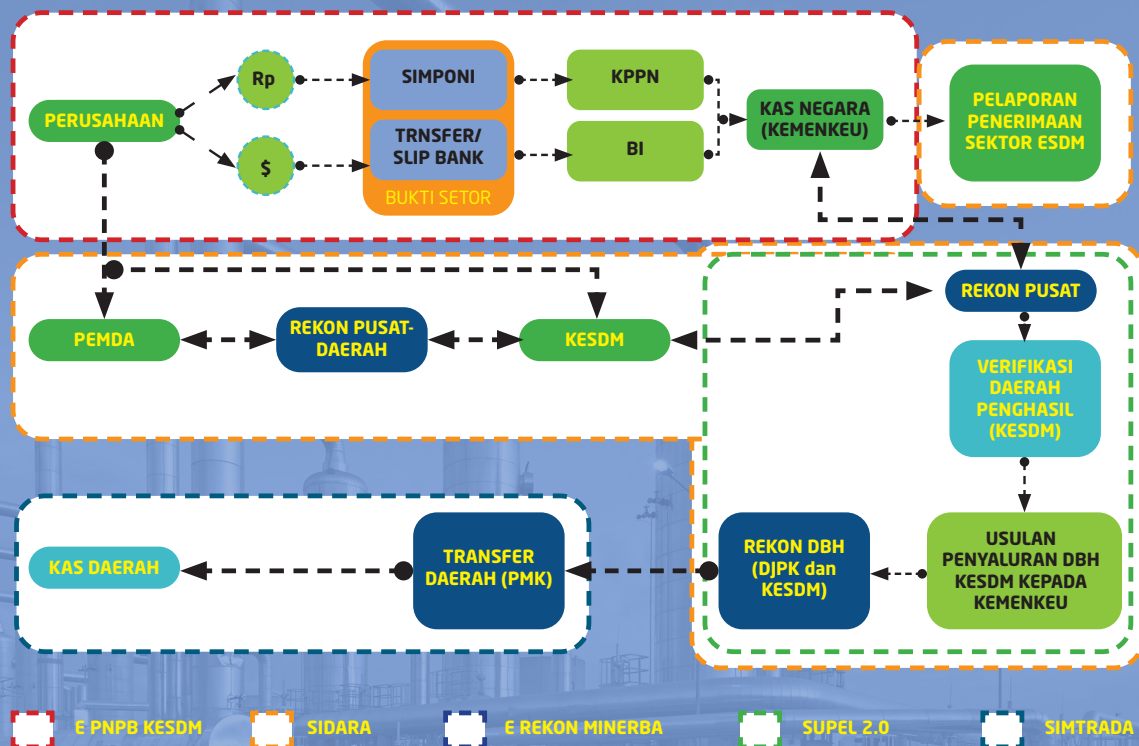 PERUSAHAAN
Rp
$
SIMPONI
TRNSFER/
SLIP BANK
BUKTI SETOR
KPPN
BI
KAS NEGARA
(KEMENKEU)
PELAPORAN
PENERIMAAN
SEKTOR ESDM
PEMDA
REKON PUSAT-
DAERAH
KESDM
REKON PUSAT
VERIFIKASI
DAERAH
PENGHASIL
(KESDM)
KAS DAERAH
TRANSFER
DAERAH (PMK)
REKON DBH
(DJPK dan
KESDM)
USULAN
PENYALURAN DBH
KESDM KEPADA
KEMENKEU
E PNPB KESDM
SIDARA
E REKON MINERBA
SUPEL 2.0
SIMTRADA